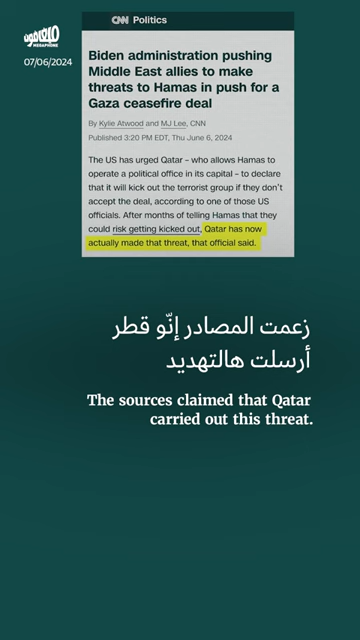 ميغافون
MEGAPHONE
07/06/2024
CNN Politics
Biden administration pushing
Middle East allies to make
threats to Hamas in push for a
Gaza ceasefire deal
By Kylie Atwood and MJ Lee, CNN
Published 3:20 PM EDT, Thu June 6, 2024
The US has urged Qatar – who allows Hamas to
operate a political office in its capital – to declare
that it will kick out the terrorist group if they don't
accept the deal, according to one of those US
officials. After months of telling Hamas that they
could risk getting kicked out, Qatar has now
actually made that threat, that official said.
زعمت المصادر إنّو قطر
أرسلت هالتهديد
The sources claimed that Qatar
carried out this threat.